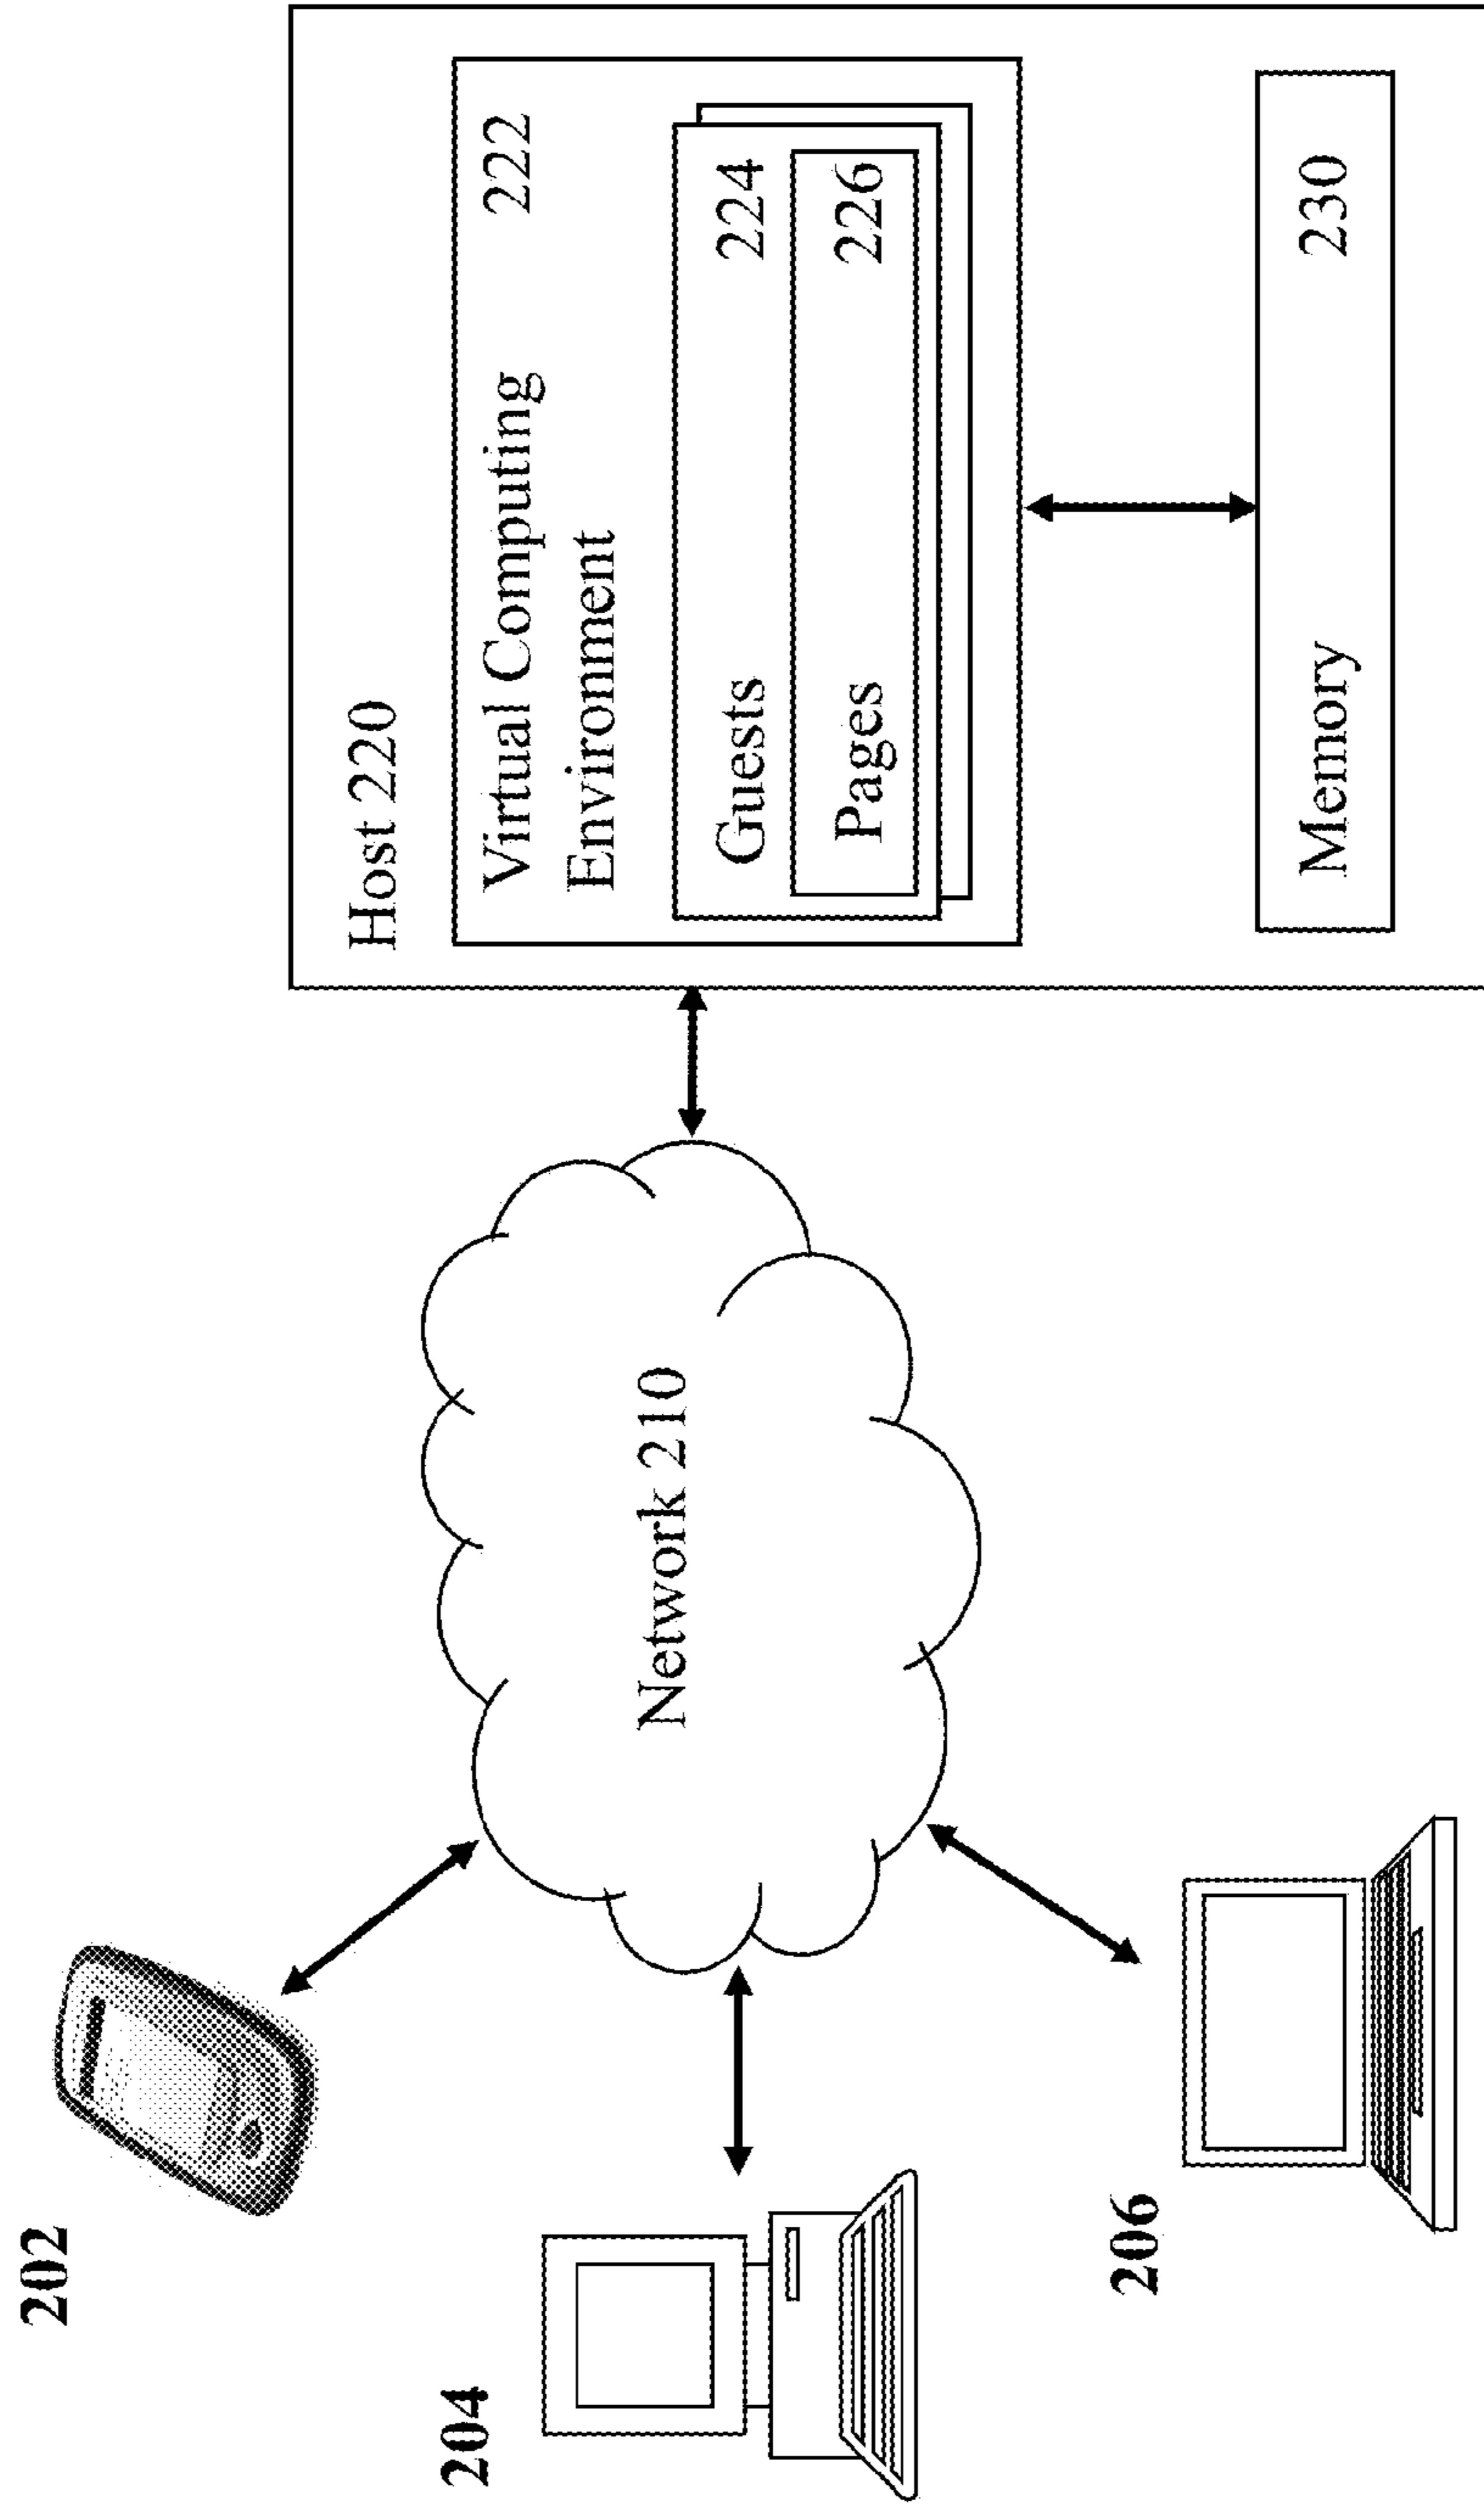 202
204
206
Network 210
Host 220
Virtual Computing 222
Environment
Guests 224
Pages 226
Memory 230